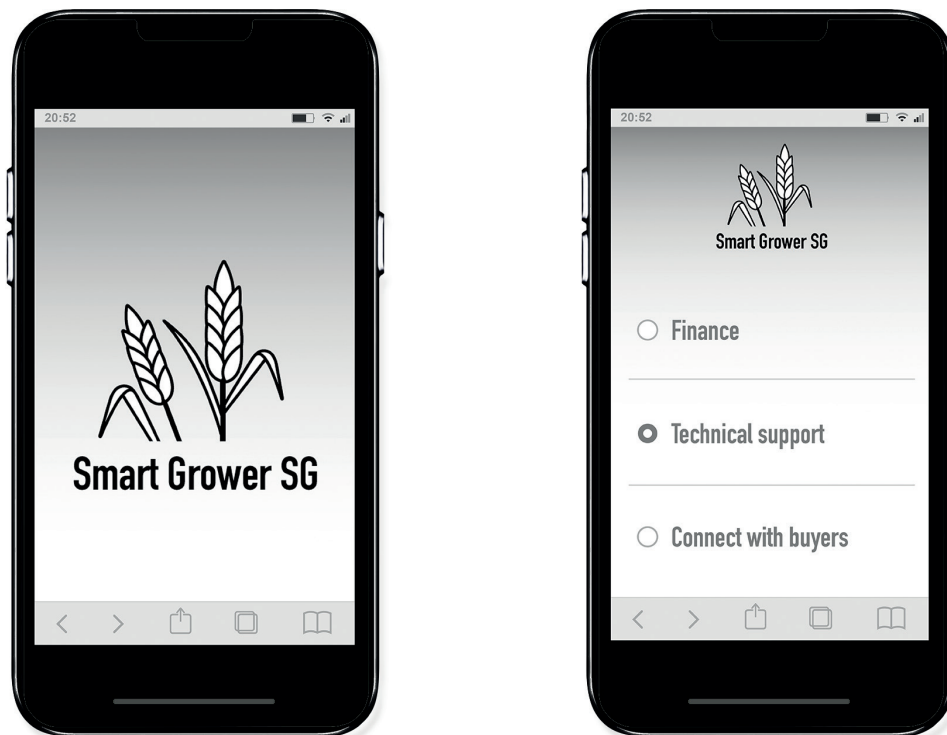 20:52
Smart Grower SG
20:52
Smart Grower SG
Finance
Technical support
Connect with buyers